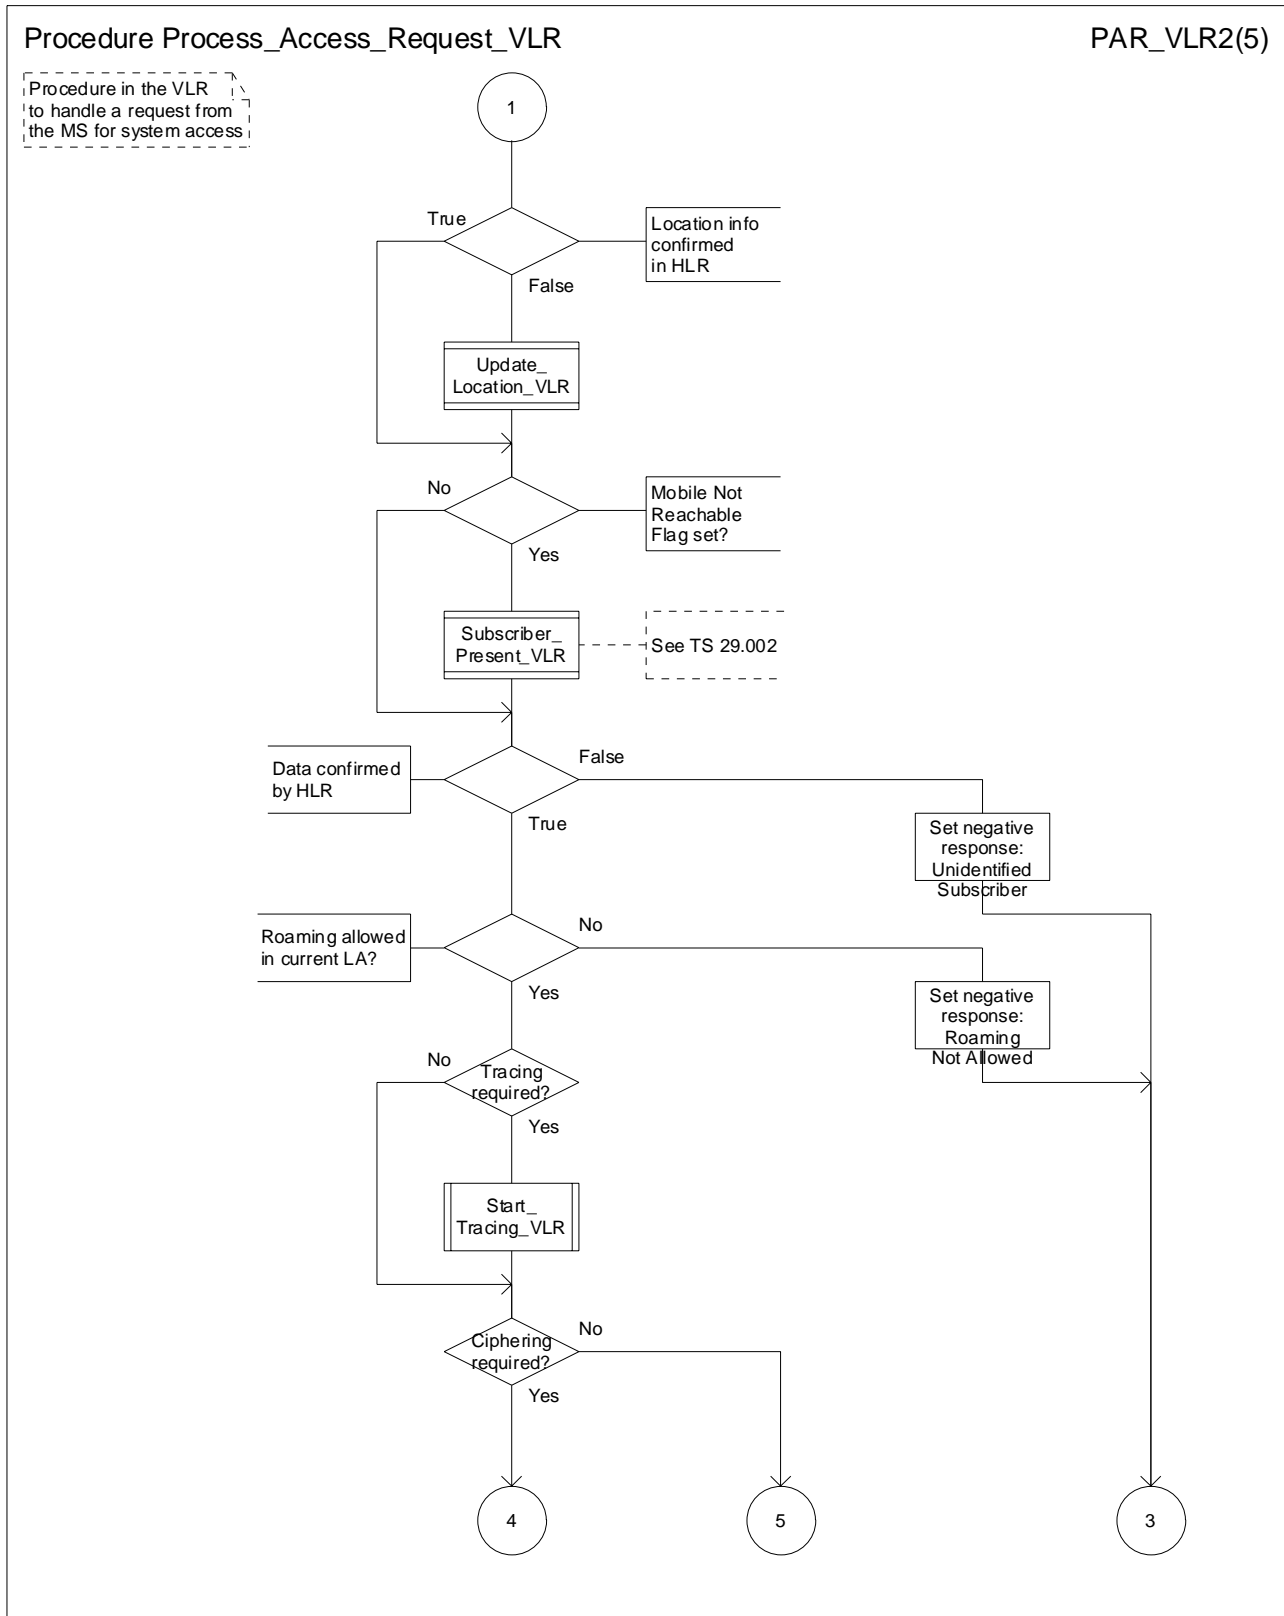 Procedure Process_Access_Request_VLR
PAR_VLR2(5)
Procedure in the VLR
to handle a request from
the MS for system access
1
True
Location info
confirmed
in HLR
False
Update_
Location_VLR
No
Mobile Not
Reachable
Flag set?
Yes
Subscriber_
Present_VLR
See TS 29.002
Data confirmed
by HLR
False
True
Set negative
response:
Unidentified
Subscriber
Roaming allowed
in current LA?
No
Yes
Set negative
response:
Roaming
Not Allowed
No
Tracing
required?
Yes
Start_
Tracing_VLR
Ciphering
required?
No
Yes
4
5
3